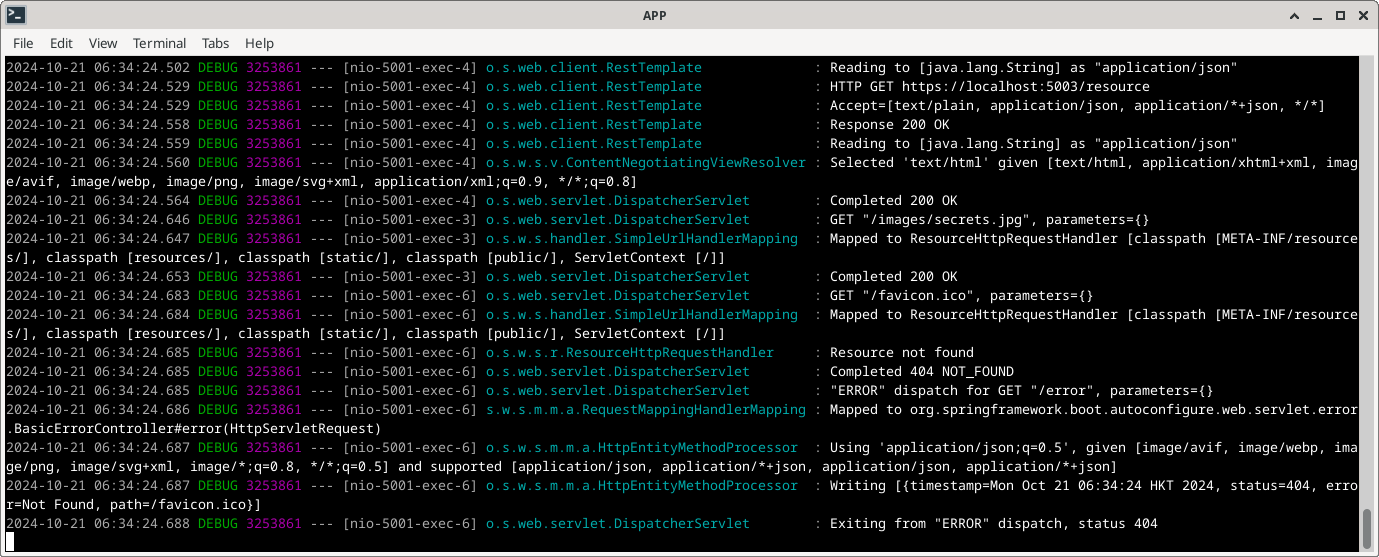 APP
File Edit View Terminal Tabs Help
2024-10-21 06:34:24.502 DEBUG 3253861 --- [nio-5001-exec-4] o.s.web.client.RestTemplate : Reading to [java.lang.String] as "application/json"
2024-10-21 06:34:24.529 DEBUG 3253861 --- [nio-5001-exec-4] o.s.web.client.RestTemplate : HTTP GET https://localhost:5003/resource
2024-10-21 06:34:24.529 DEBUG 3253861 --- [nio-5001-exec-4] o.s.web.client.RestTemplate : Accept=[text/plain, application/json, application/*+json, */*]
2024-10-21 06:34:24.558 DEBUG 3253861 --- [nio-5001-exec-4] o.s.web.client.RestTemplate : Response 200 OK
2024-10-21 06:34:24.559 DEBUG 3253861 --- [nio-5001-exec-4] o.s.web.client.RestTemplate : Reading to [java.lang.String] as "application/json"
2024-10-21 06:34:24.560 DEBUG 3253861 --- [nio-5001-exec-4] o.s.w.s.v.ContentNegotiatingViewResolver : Selected 'text/html' given [text/html, application/xhtml+xml, imag
e/avif, image/webp, image/png, image/svg+xml, application/xml;q=0.9, */*;q=0.8]
2024-10-21 06:34:24.564 DEBUG 3253861 --- [nio-5001-exec-4] o.s.web.servlet.DispatcherServlet : Completed 200 OK
2024-10-21 06:34:24.646 DEBUG 3253861 --- [nio-5001-exec-3] o.s.web.servlet.DispatcherServlet : GET "/images/secrets.jpg", parameters={}
2024-10-21 06:34:24.647 DEBUG 3253861 --- [nio-5001-exec-3] o.s.w.s.handler.SimpleUrlHandlerMapping : Mapped to ResourceHttpRequestHandler [classpath [META-INF/resource
s/], classpath [resources/], classpath [static/], classpath [public/], ServletContext [/]]
2024-10-21 06:34:24.653 DEBUG 3253861 --- [nio-5001-exec-3] o.s.web.servlet.DispatcherServlet : Completed 200 OK
2024-10-21 06:34:24.683 DEBUG 3253861 --- [nio-5001-exec-6] o.s.web.servlet.DispatcherServlet : GET "/favicon.ico", parameters={}
2024-10-21 06:34:24.684 DEBUG 3253861 --- [nio-5001-exec-6] o.s.w.s.handler.SimpleUrlHandlerMapping : Mapped to ResourceHttpRequestHandler [classpath [META-INF/resource
s/], classpath [resources/], classpath [static/], classpath [public/], ServletContext [/]]
2024-10-21 06:34:24.685 DEBUG 3253861 --- [nio-5001-exec-6] o.s.w.s.r.ResourceHttpRequestHandler : Resource not found
2024-10-21 06:34:24.685 DEBUG 3253861 --- [nio-5001-exec-6] o.s.web.servlet.DispatcherServlet : Completed 404 NOT_FOUND
2024-10-21 06:34:24.685 DEBUG 3253861 --- [nio-5001-exec-6] o.s.web.servlet.DispatcherServlet : "ERROR" dispatch for GET "/error", parameters={}
2024-10-21 06:34:24.686 DEBUG 3253861 --- [nio-5001-exec-6] s.w.s.m.m.a.RequestMappingHandlerMapping : Mapped to org.springframework.boot.autoconfigure.web.servlet.error
.BasicErrorController#error(HttpServletRequest)
2024-10-21 06:34:24.687 DEBUG 3253861 --- [nio-5001-exec-6] o.s.w.s.m.m.a.HttpEntityMethodProcessor : Using 'application/json;q=0.5', given [image/avif, image/webp, ima
ge/png, image/svg+xml, image/*;q=0.8, */*;q=0.5] and supported [application/json, application/*+json, application/json, application/*+json]
2024-10-21 06:34:24.687 DEBUG 3253861 --- [nio-5001-exec-6] o.s.w.s.m.m.a.HttpEntityMethodProcessor : Writing [{timestamp=Mon Oct 21 06:34:24 HKT 2024, status=404, erro
r=Not Found, path=/favicon.ico}]
2024-10-21 06:34:24.688 DEBUG 3253861 --- [nio-5001-exec-6] o.s.web.servlet.DispatcherServlet : Exiting from "ERROR" dispatch, status 404